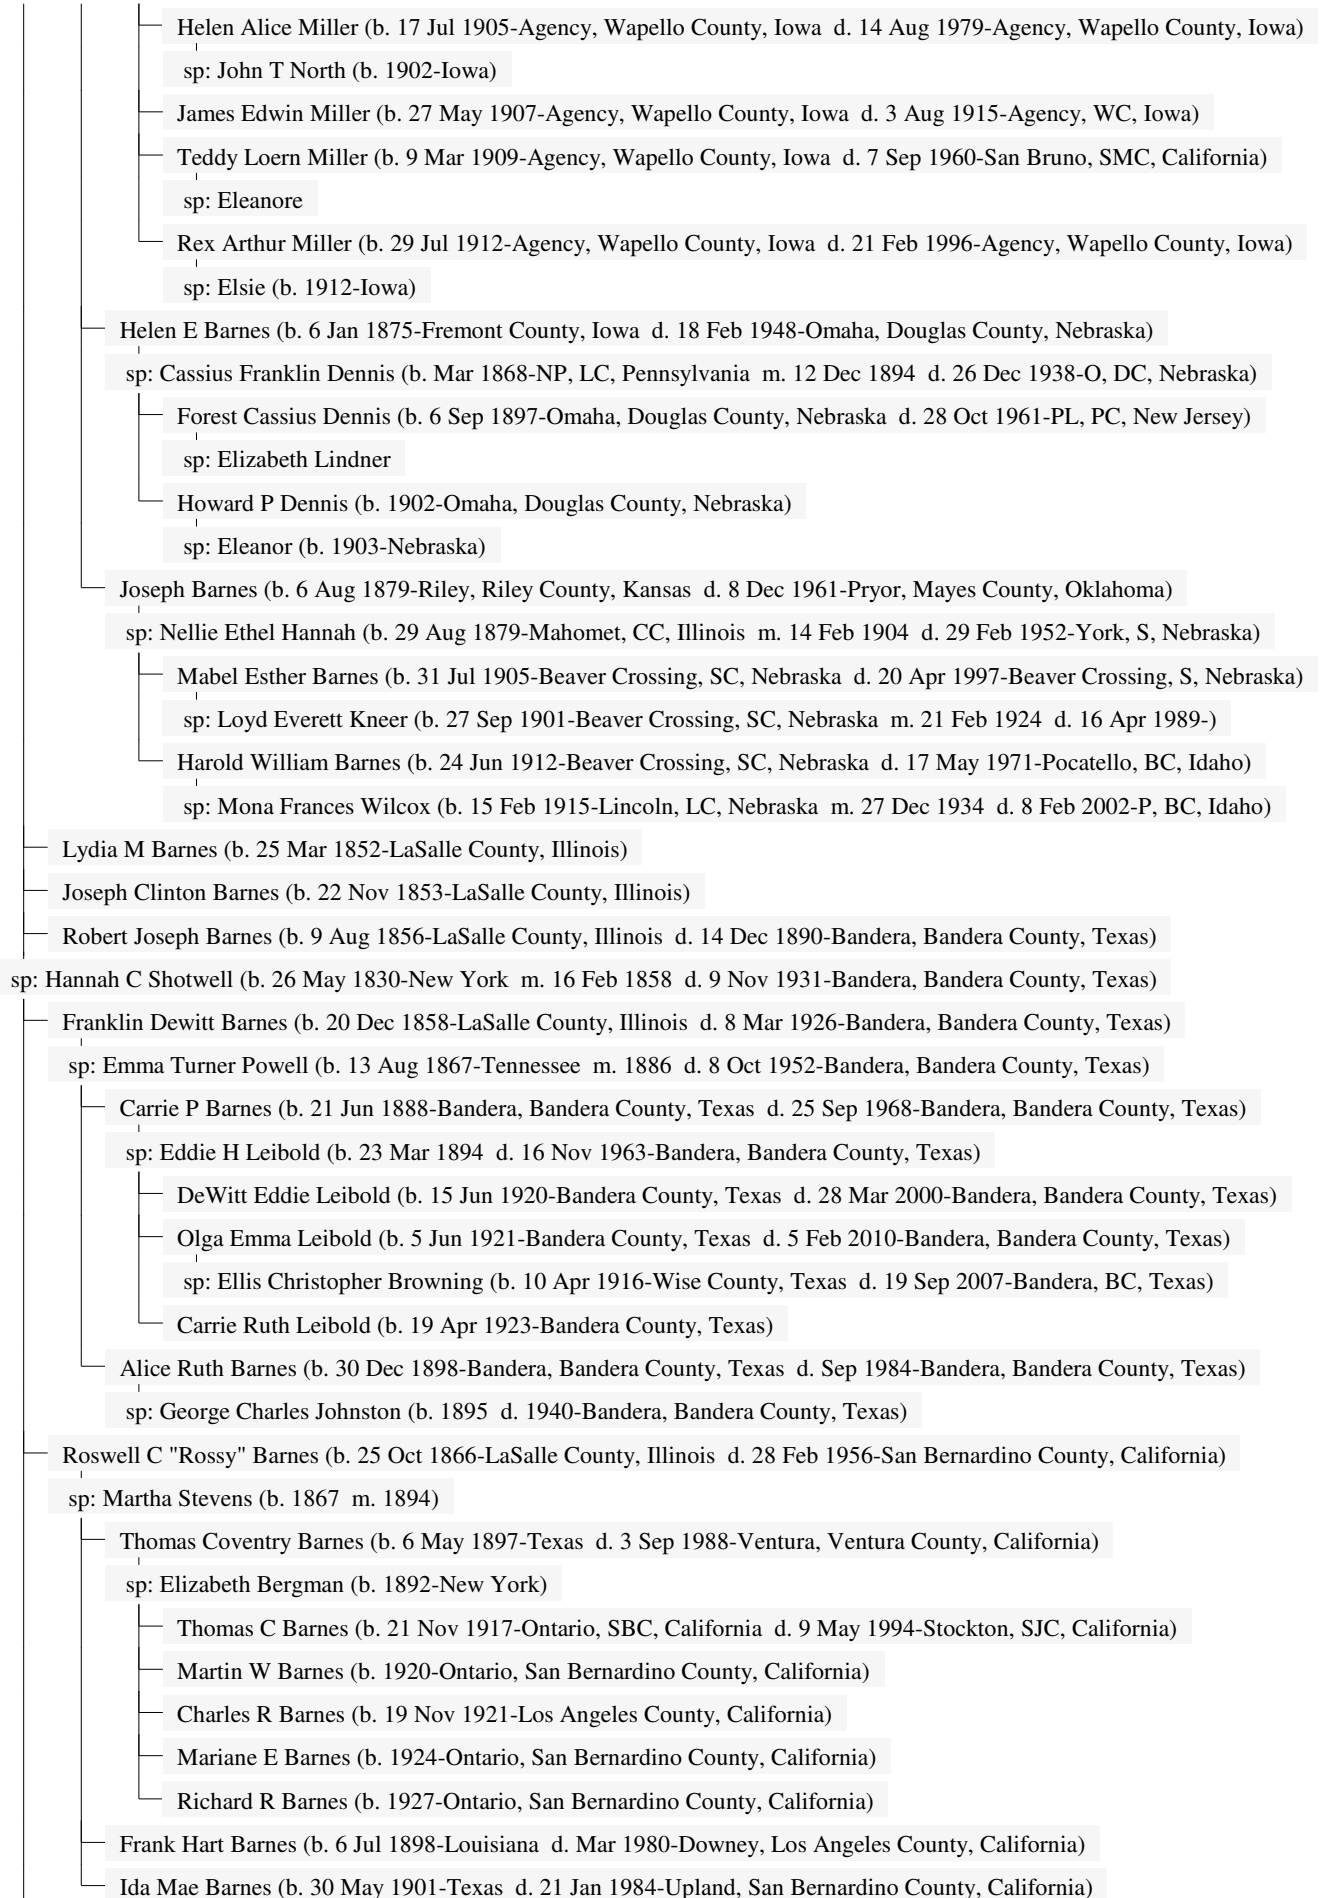 Helen Alice Miller (b. 17 Jul 1905-Agency, Wapello County, Iowa d. 14 Aug 1979-Agency, Wapello County, Iowa)
sp: John T North (b. 1902-Iowa)
James Edwin Miller (b. 27 May 1907-Agency, Wapello County, Iowa d. 3 Aug 1915-Agency, WC, Iowa)
Teddy Loern Miller (b. 9 Mar 1909-Agency, Wapello County, Iowa d. 7 Sep 1960-San Bruno, SMC, California)
sp: Eleanore
Rex Arthur Miller (b. 29 Jul 1912-Agency, Wapello County, Iowa d. 21 Feb 1996-Agency, Wapello County, Iowa)
sp: Elsie (b. 1912-Iowa)
Helen E Barnes (b. 6 Jan 1875-Fremont County, Iowa d. 18 Feb 1948-Omaha, Douglas County, Nebraska)
sp: Cassius Franklin Dennis (b. Mar 1868-NP, LC, Pennsylvania m. 12 Dec 1894 d. 26 Dec 1938-O, DC, Nebraska)
Forest Cassius Dennis (b. 6 Sep 1897-Omaha, Douglas County, Nebraska d. 28 Oct 1961-PL, PC, New Jersey)
sp: Elizabeth Lindner
Howard P Dennis (b. 1902-Omaha, Douglas County, Nebraska)
sp: Eleanor (b. 1903-Nebraska)
Joseph Barnes (b. 6 Aug 1879-Riley, Riley County, Kansas d. 8 Dec 1961-Pryor, Mayes County, Oklahoma)
sp: Nellie Ethel Hannah (b. 29 Aug 1879-Mahomet, CC, Illinois m. 14 Feb 1904 d. 29 Feb 1952-York, S, Nebraska)
Mabel Esther Barnes (b. 31 Jul 1905-Beaver Crossing, SC, Nebraska d. 20 Apr 1997-Beaver Crossing, S, Nebraska)
sp: Loyd Everett Kneer (b. 27 Sep 1901-Beaver Crossing, SC, Nebraska m. 21 Feb 1924 d. 16 Apr 1989-)
Harold William Barnes (b. 24 Jun 1912-Beaver Crossing, SC, Nebraska d. 17 May 1971-Pocatello, BC, Idaho)
sp: Mona Frances Wilcox (b. 15 Feb 1915-Lincoln, LC, Nebraska m. 27 Dec 1934 d. 8 Feb 2002-P, BC, Idaho)
Lydia M Barnes (b. 25 Mar 1852-LaSalle County, Illinois)
Joseph Clinton Barnes (b. 22 Nov 1853-LaSalle County, Illinois)
Robert Joseph Barnes (b. 9 Aug 1856-LaSalle County, Illinois d. 14 Dec 1890-Bandera, Bandera County, Texas)
sp: Hannah C Shotwell (b. 26 May 1830-New York m. 16 Feb 1858 d. 9 Nov 1931-Bandera, Bandera County, Texas)
Franklin Dewitt Barnes (b. 20 Dec 1858-LaSalle County, Illinois d. 8 Mar 1926-Bandera, Bandera County, Texas)
sp: Emma Turner Powell (b. 13 Aug 1867-Tennessee m. 1886 d. 8 Oct 1952-Bandera, Bandera County, Texas)
Carrie P Barnes (b. 21 Jun 1888-Bandera, Bandera County, Texas d. 25 Sep 1968-Bandera, Bandera County, Texas)
sp: Eddie H Leibold (b. 23 Mar 1894 d. 16 Nov 1963-Bandera, Bandera County, Texas)
DeWitt Eddie Leibold (b. 15 Jun 1920-Bandera County, Texas d. 28 Mar 2000-Bandera, Bandera County, Texas)
Olga Emma Leibold (b. 5 Jun 1921-Bandera County, Texas d. 5 Feb 2010-Bandera, Bandera County, Texas)
sp: Ellis Christopher Browning (b. 10 Apr 1916-Wise County, Texas d. 19 Sep 2007-Bandera, BC, Texas)
Carrie Ruth Leibold (b. 19 Apr 1923-Bandera County, Texas)
Alice Ruth Barnes (b. 30 Dec 1898-Bandera, Bandera County, Texas d. Sep 1984-Bandera, Bandera County, Texas)
sp: George Charles Johnston (b. 1895 d. 1940-Bandera, Bandera County, Texas)
Roswell C "Rossy" Barnes (b. 25 Oct 1866-LaSalle County, Illinois d. 28 Feb 1956-San Bernardino County, California)
sp: Martha Stevens (b. 1867 m. 1894)
Thomas Coventry Barnes (b. 6 May 1897-Texas d. 3 Sep 1988-Ventura, Ventura County, California)
sp: Elizabeth Bergman (b. 1892-New York)
Thomas C Barnes (b. 21 Nov 1917-Ontario, SBC, California d. 9 May 1994-Stockton, SJC, California)
Martin W Barnes (b. 1920-Ontario, San Bernardino County, California)
Charles R Barnes (b. 19 Nov 1921-Los Angeles County, California)
Mariane E Barnes (b. 1924-Ontario, San Bernardino County, California)
Richard R Barnes (b. 1927-Ontario, San Bernardino County, California)
Frank Hart Barnes (b. 6 Jul 1898-Louisiana d. Mar 1980-Downey, Los Angeles County, California)
Ida Mae Barnes (b. 30 May 1901-Texas d. 21 Jan 1984-Upland, San Bernardino County, California)